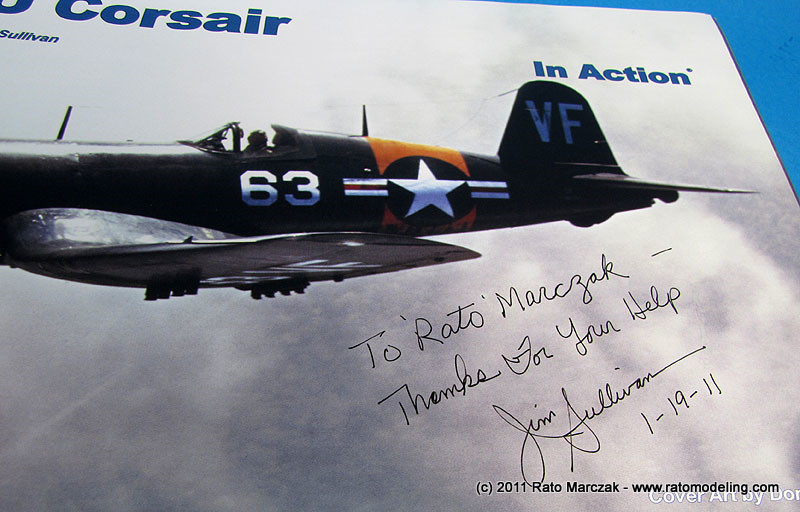 Corsair
Sullivan
In Action®
VF
63
To 'Rato' Marczak –
Thanks For Your Help
Jim Sullivan
1-19-11
(c) 2011 Rato Marczak - www.ratomodeling.com
Cover Art by Don